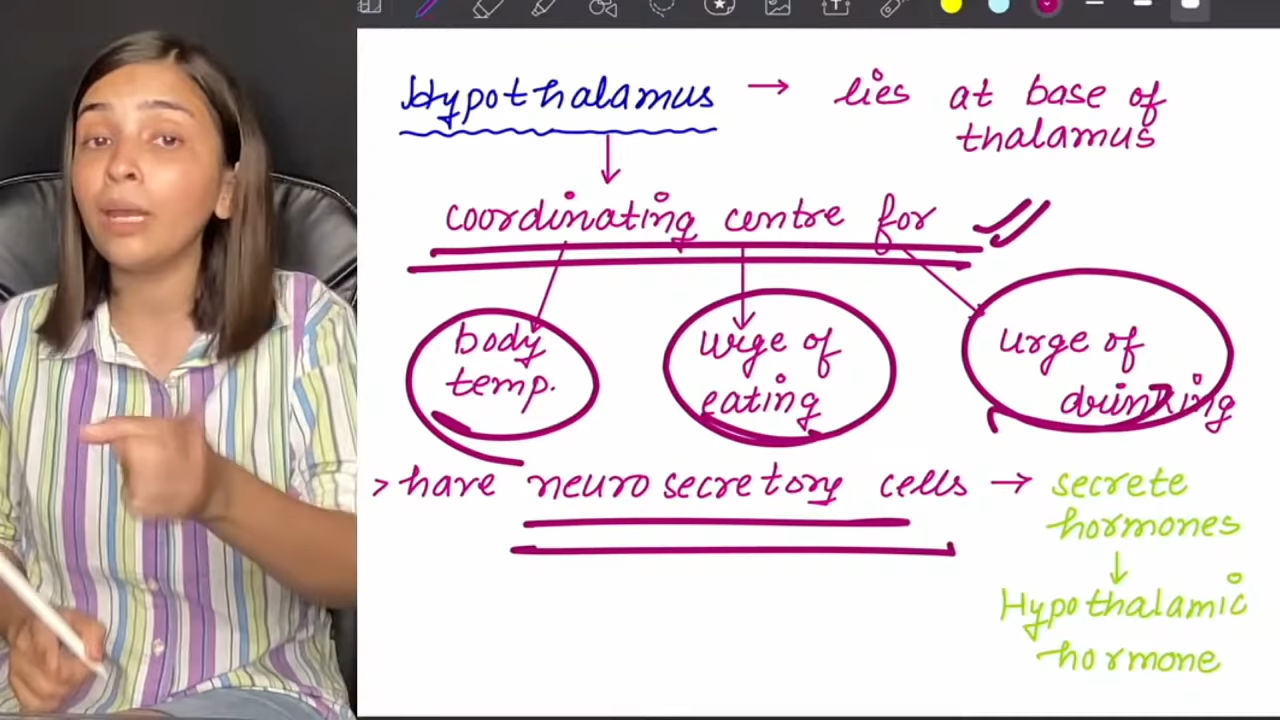 Hypothalamus → lies at base of
thalamus
↓
coordinating centre for
body
temp.
urge of
eating
urge of
drinking
> have neurosecretory cells → secrete
hormones
↓
Hypothalamic
hormone